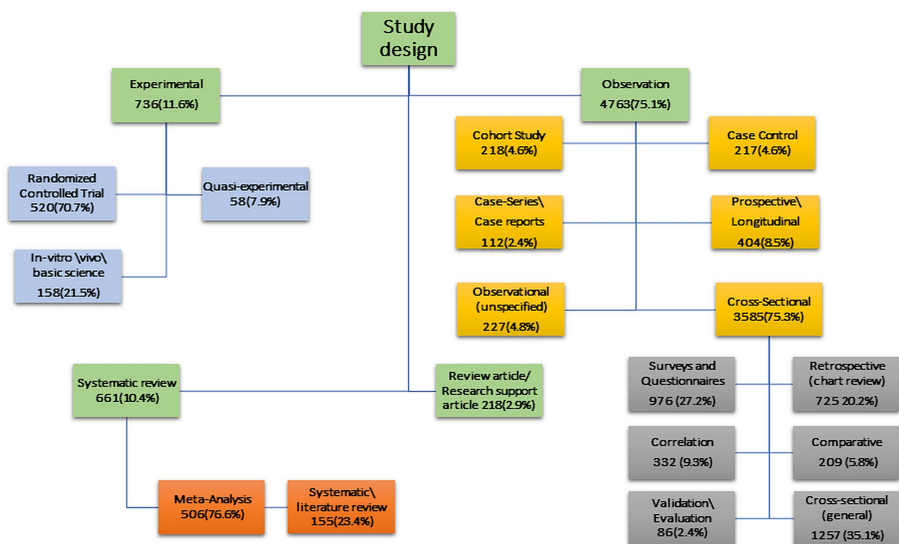 Study
design
Experimental
736(11.6%)
Observation
4763(75.1%)
Cohort Study
218(4.6%)
Case Control
217(4.6%)
Randomized
Controlled Trial
520(70.7%)
Quasi-experimental
58(7.9%)
Case-Series\
Case reports
112(2.4%)
Prospective\
Longitudinal
404(8.5%)
In-vitro \vivo\
basic science
158(21.5%)
Observational
(unspecified)
227(4.8%)
Cross-Sectional
3585(75.3%)
Systematic review
661(10.4%)
Review article/
Research support
article 218(2.9%)
Surveys and
Questionnaires
976 (27.2%)
Retrospective
(chart review)
725 20.2%)
Correlation
332 (9.3%)
Comparative
209 (5.8%)
Meta-Analysis
506(76.6%)
Systematic\
literature review
155(23.4%)
Validation\
Evaluation
86(2.4%)
Cross-sectional
(general)
1257 (35.1%)